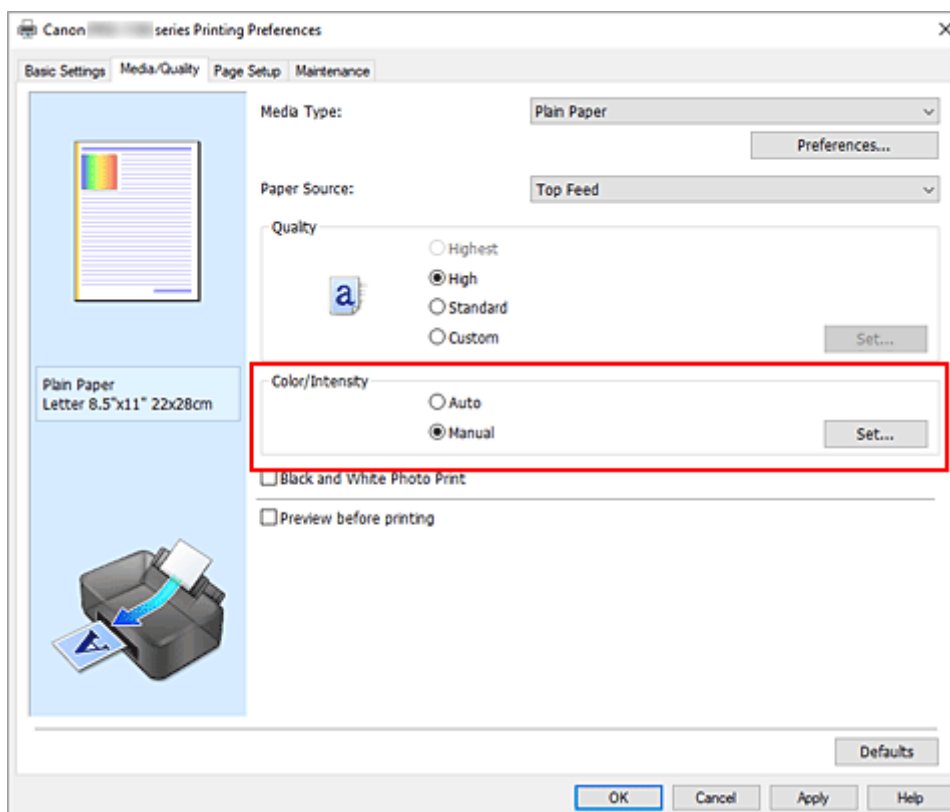 Canon series Printing Preferences
Basic Settings Media/Quality Page Setup Maintenance
Media Type: Plain Paper
Preferences...
Paper Source: Top Feed
Quality
Highest
a
High
Standard
Custom Set...
Plain Paper
Letter 8.5"x11" 22x28cm
Color/Intensity
Auto
Manual Set...
Black and White Photo Print
Preview before printing
A
Defaults
OK Cancel Apply Help